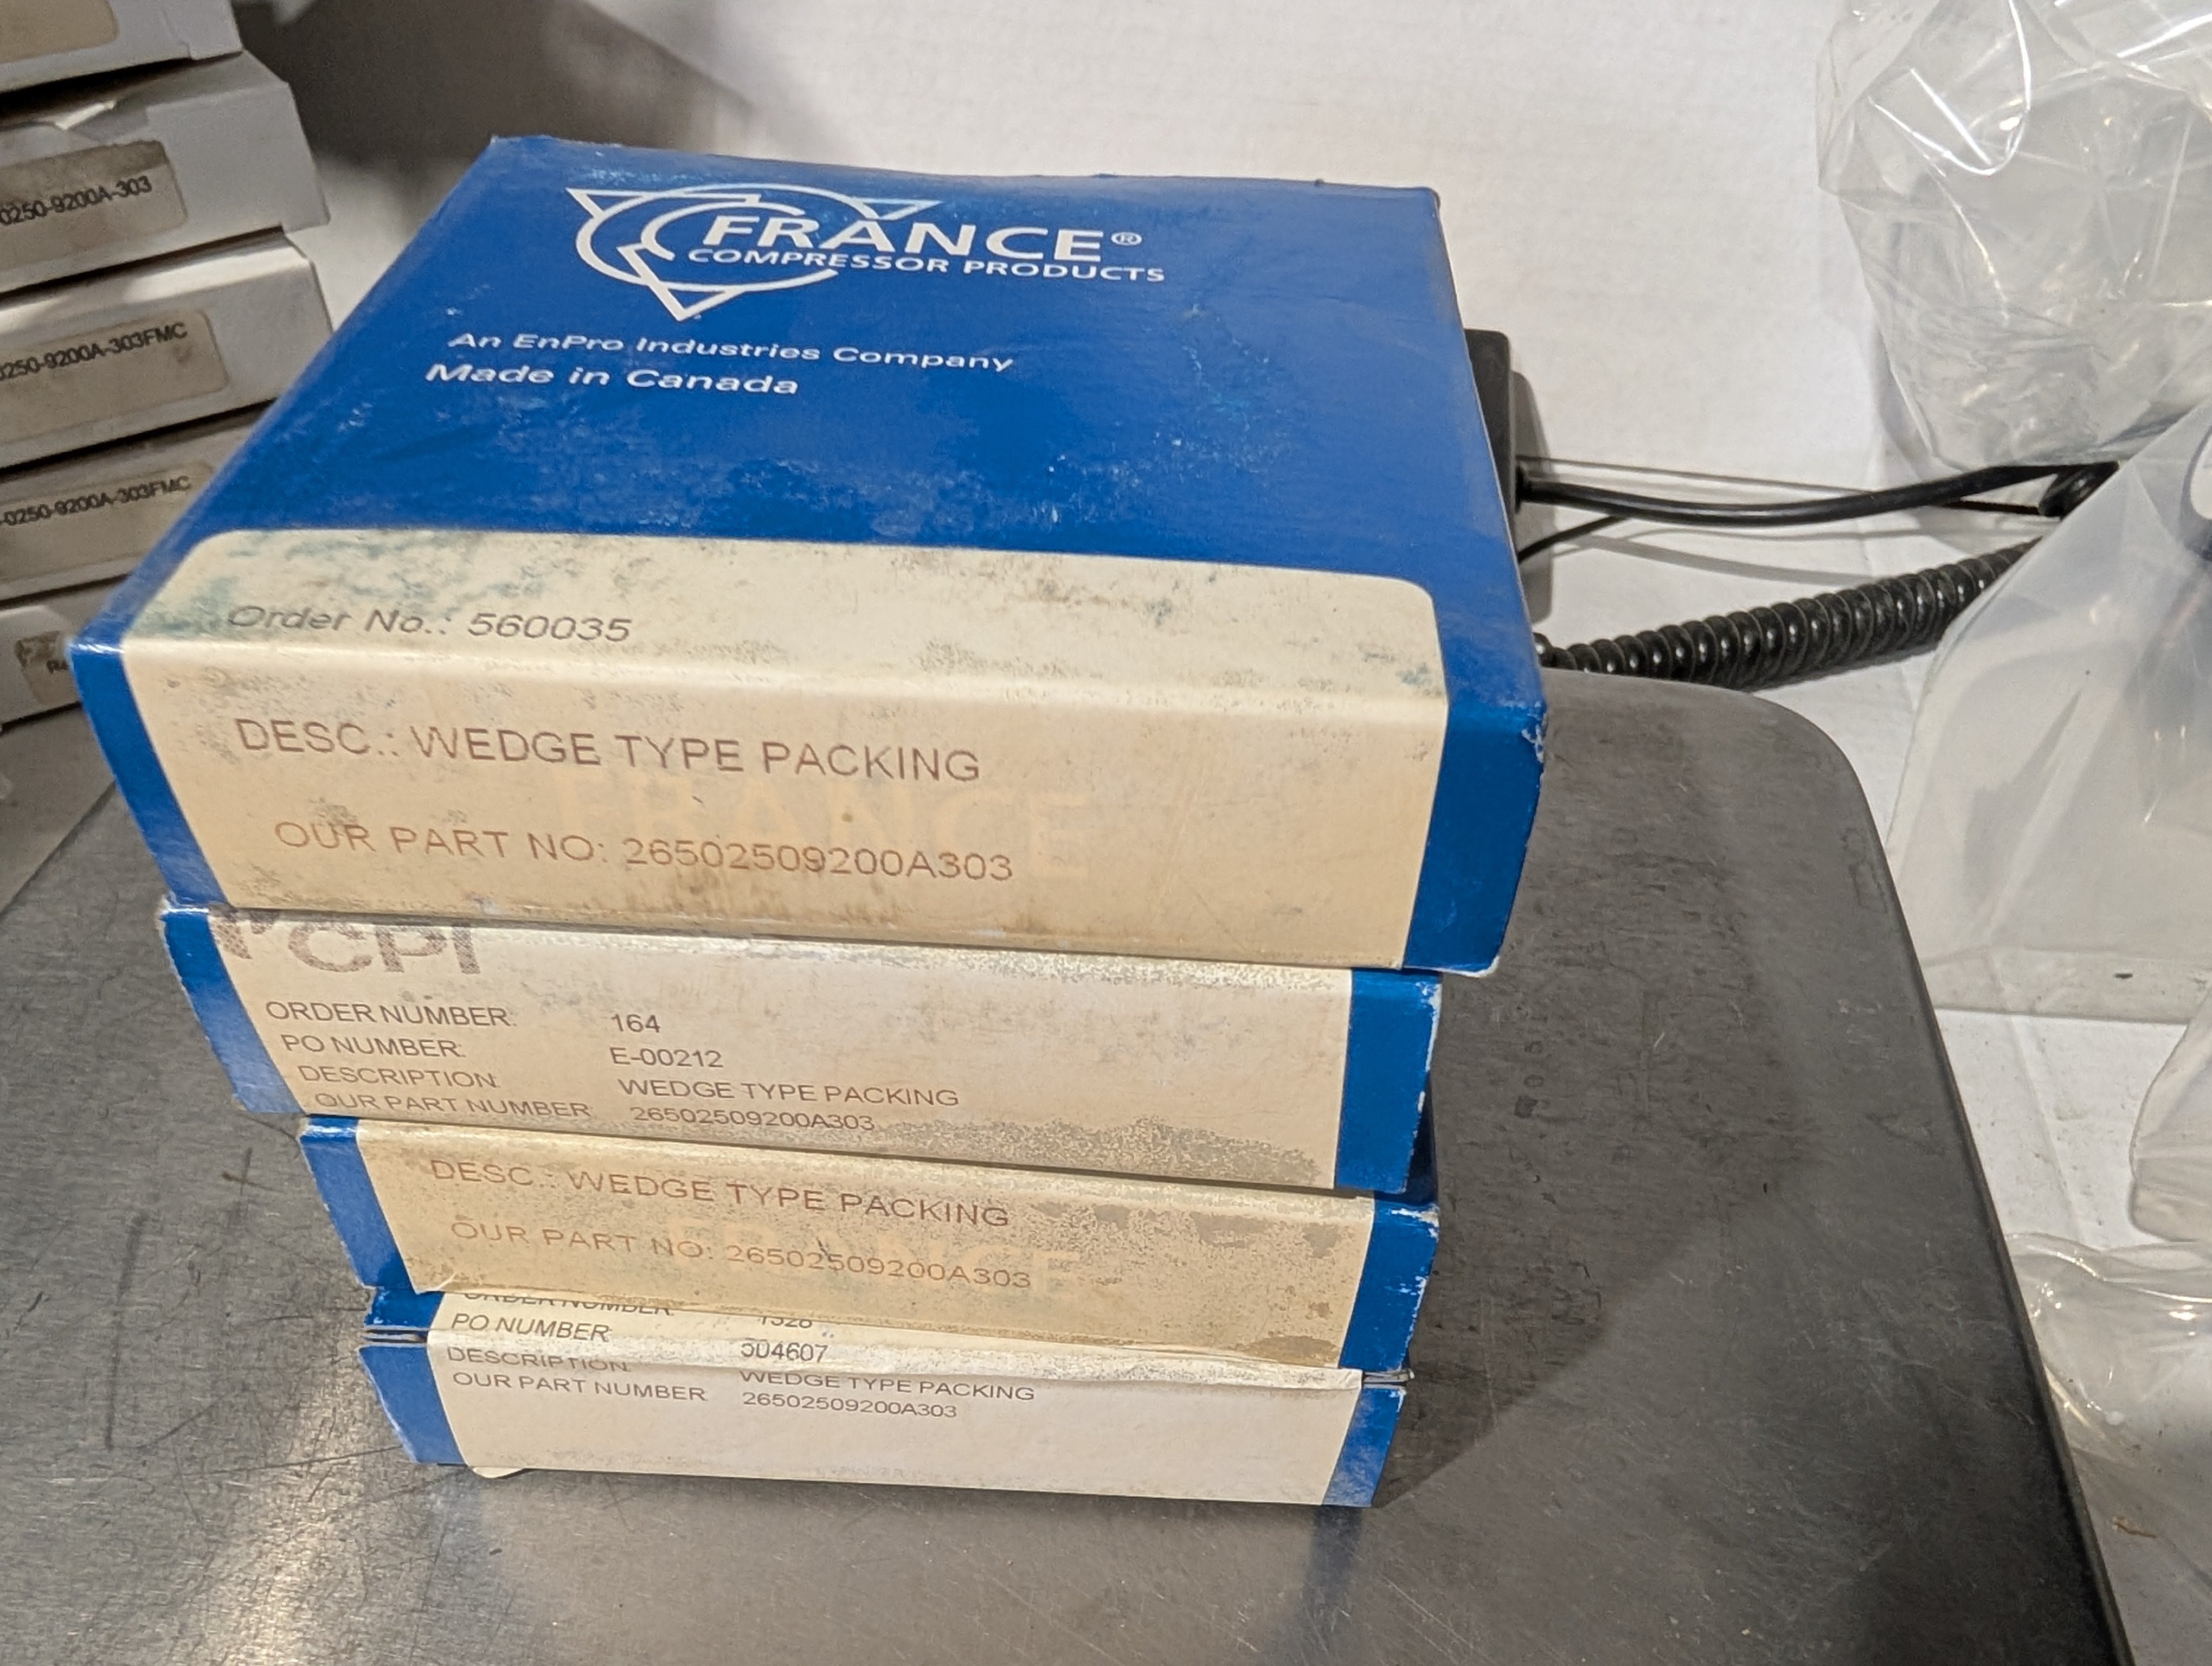 0250-9200A-303
0250-9200A-303FMC
-0250-9200A-303FMC
FRANCE®
COMPRESSOR PRODUCTS
An EnPro Industries Company
Made in Canada
Order No.: 560035
DESC.: WEDGE TYPE PACKING
OUR PART NO: 26502509200A303
FRANCE
CPI
ORDER NUMBER: 164
PO NUMBER: E-00212
DESCRIPTION: WEDGE TYPE PACKING
OUR PART NUMBER 26502509200A303
DESC.: WEDGE TYPE PACKING
OUR PART NO: 26502509200A303
ORDER NUMBER: 1328
PO NUMBER 504607
DESCRIPTION: WEDGE TYPE PACKING
OUR PART NUMBER 26502509200A303